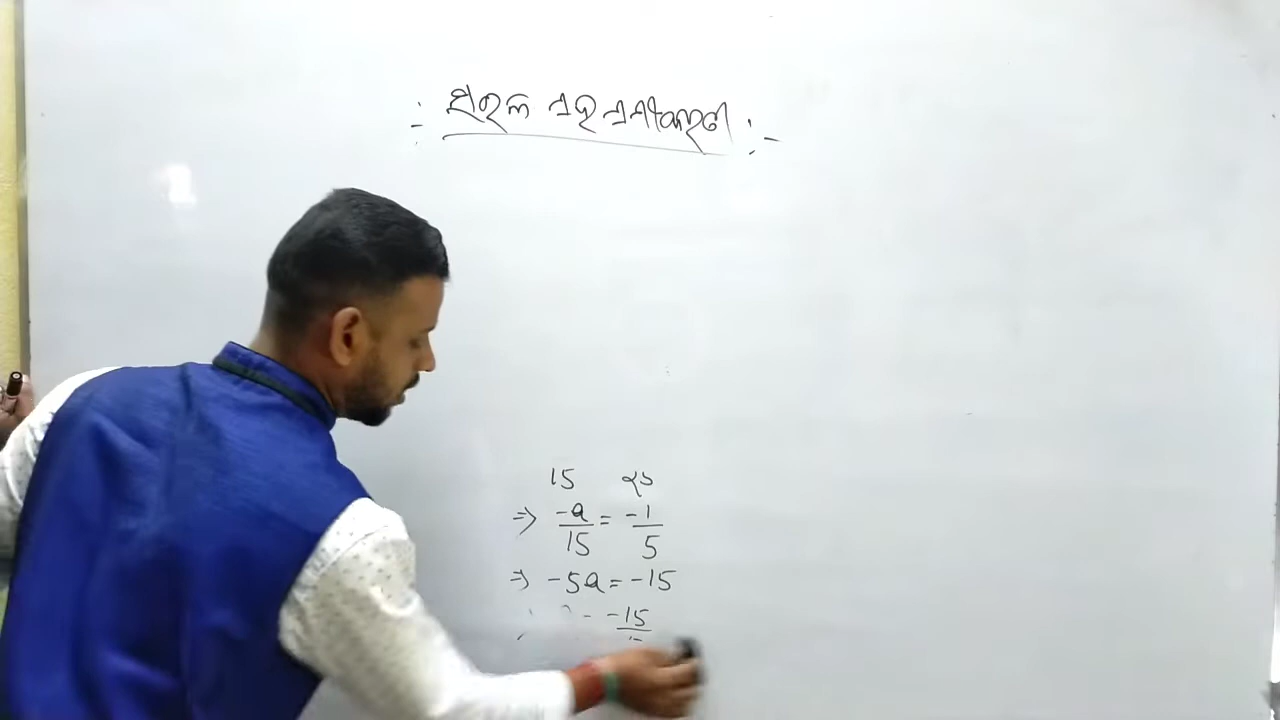 :- ସରଳ ସହ ସମୀକରଣ :-
15
⇒ -a/15 = -1/5
⇒ -5a = -15
-15